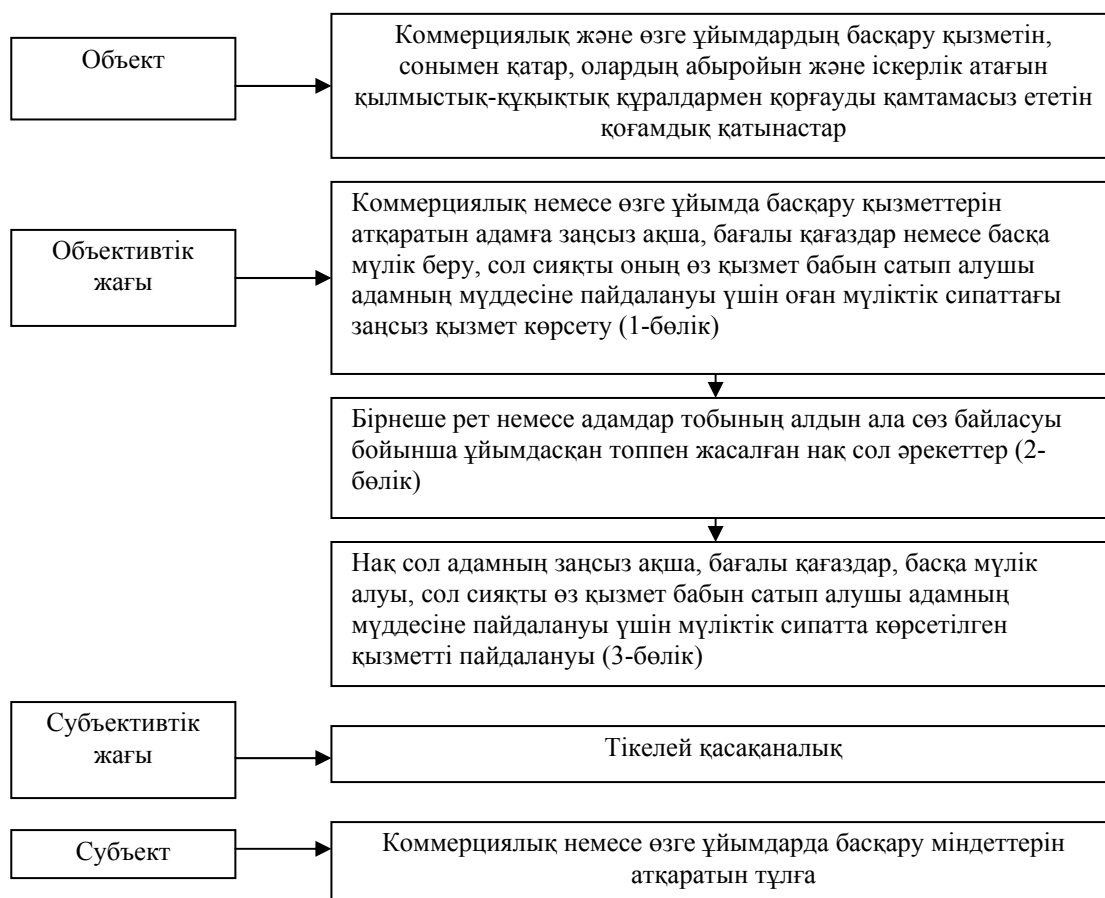 Объект
Коммерциялық және өзге ұйымдардың басқару қызметін,
сонымен қатар, олардың абыройын және іскерлік атағын
қылмыстық-құқықтық құралдармен қорғауды қамтамасыз ететін
қоғамдық қатынастар
Объективтік
жағы
Коммерциялық немесе өзге ұйымда басқару қызметтерін
атқаратын адамға заңсыз ақша, бағалы қағаздар немесе басқа
мүлік беру, сол сияқты оның өз қызмет бабын сатып алушы
адамның мүддесіне пайдалануы үшін оған мүліктік сипаттағы
заңсыз қызмет көрсету (1-бөлік)
Бірнеше рет немесе адамдар тобының алдын ала сөз байласуы
бойынша ұйымдасқан топпен жасалған нақ сол әрекеттер (2-
бөлік)
Нақ сол адамның заңсыз ақша, бағалы қағаздар, басқа мүлік
алуы, сол сияқты өз қызмет бабын сатып алушы адамның
мүддесіне пайдалануы үшін мүліктік сипатта көрсетілген
қызметті пайдалануы (3-бөлік)
Субъективтік
жағы
Тікелей қасақаналық
Субъект
Коммерциялық немесе өзге ұйымдарда басқару міндеттерін
атқаратын тұлға